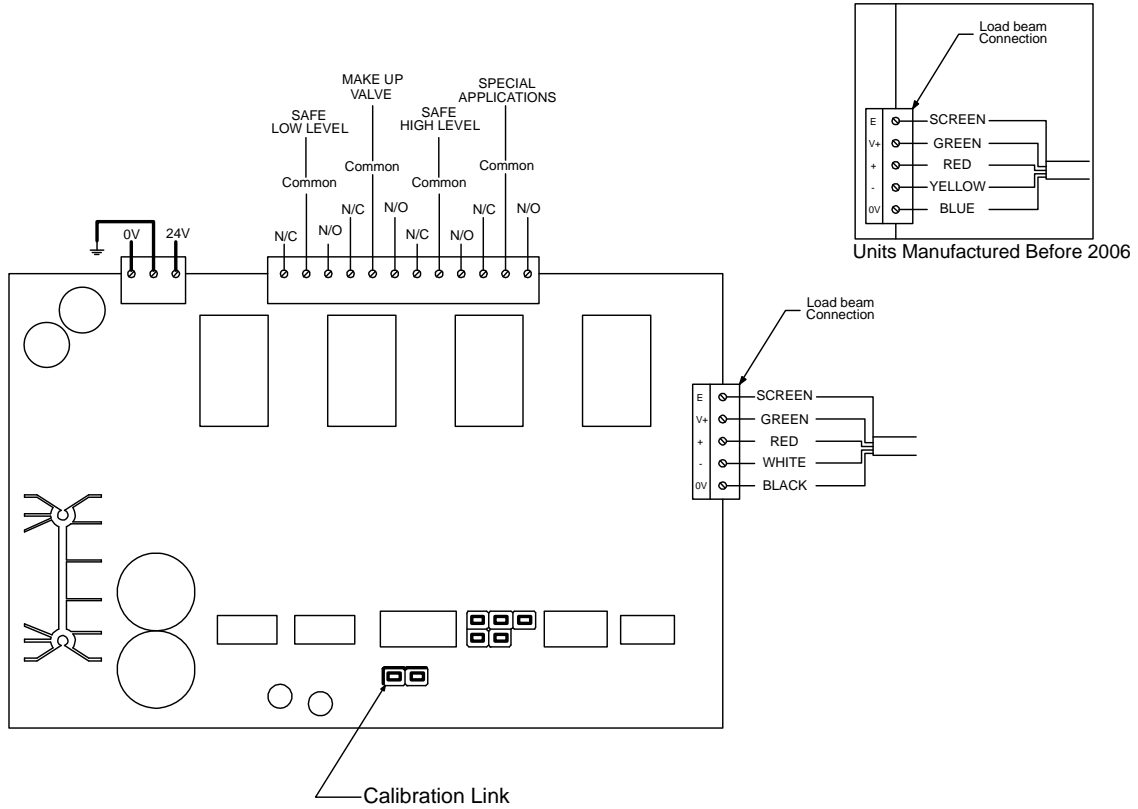 Load beam
Connection
E
SCREEN
V+
GREEN
+
RED
-
YELLOW
0V
BLUE
Units Manufactured Before 2006
MAKE UP
VALVE
SPECIAL
APPLICATIONS
SAFE
LOW LEVEL
SAFE
HIGH LEVEL
Common
Common
Common
Common
N/C
N/O
N/C
N/O
N/C
N/O
N/C
N/O
0V
24V
Load beam
Connection
E
SCREEN
V+
GREEN
+
RED
-
WHITE
0V
BLACK
Calibration Link